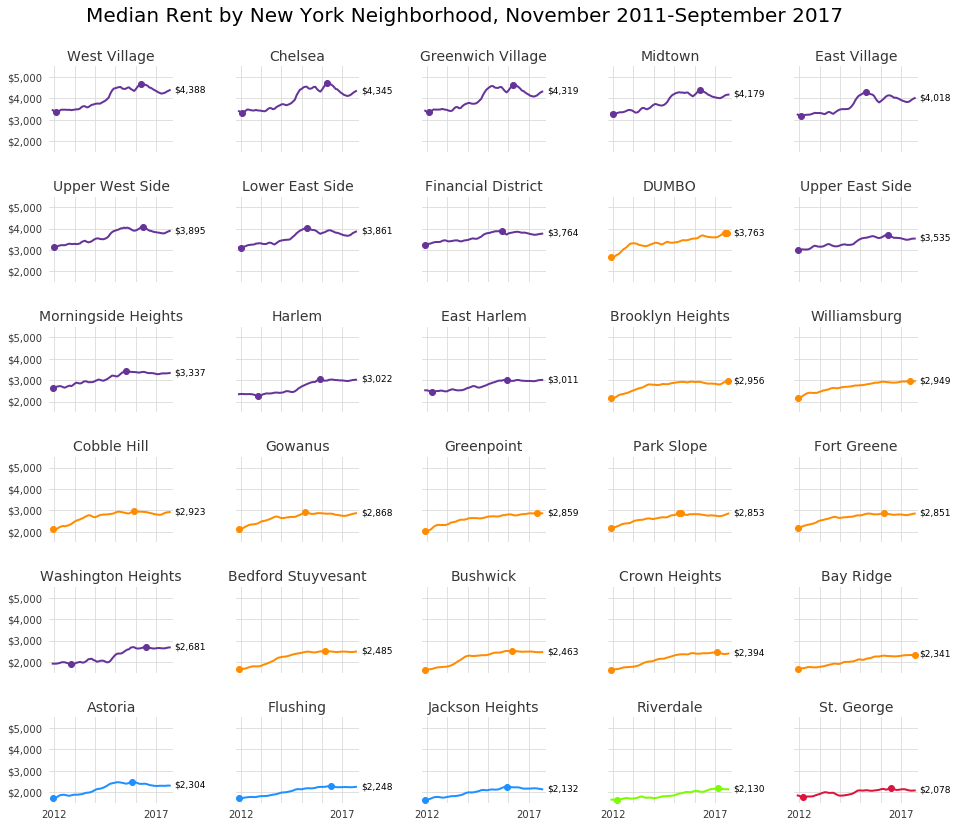 Median Rent by New York Neighborhood, November 2011-September 2017
West Village Chelsea Greenwich Village Midtown East Village
$5,000
$4,000
$3,000
$2,000
$4,388 $4,345 $4,319 $4,179 $4,018
Upper West Side Lower East Side Financial District DUMBO Upper East Side
$5,000
$4,000
$3,000
$2,000
$3,895 $3,861 $3,764 $3,763 $3,535
Morningside Heights Harlem East Harlem Brooklyn Heights Williamsburg
$5,000
$4,000
$3,000
$2,000
$3,337 $3,022 $3,011 $2,956 $2,949
Cobble Hill Gowanus Greenpoint Park Slope Fort Greene
$5,000
$4,000
$3,000
$2,000
$2,923 $2,868 $2,859 $2,853 $2,851
Washington Heights Bedford Stuyvesant Bushwick Crown Heights Bay Ridge
$5,000
$4,000
$3,000
$2,000
$2,681 $2,485 $2,463 $2,394 $2,341
Astoria Flushing Jackson Heights Riverdale St. George
$5,000
$4,000
$3,000
$2,000
$2,304 $2,248 $2,132 $2,130 $2,078
2012 2017 2012 2017 2012 2017 2012 2017 2012 2017